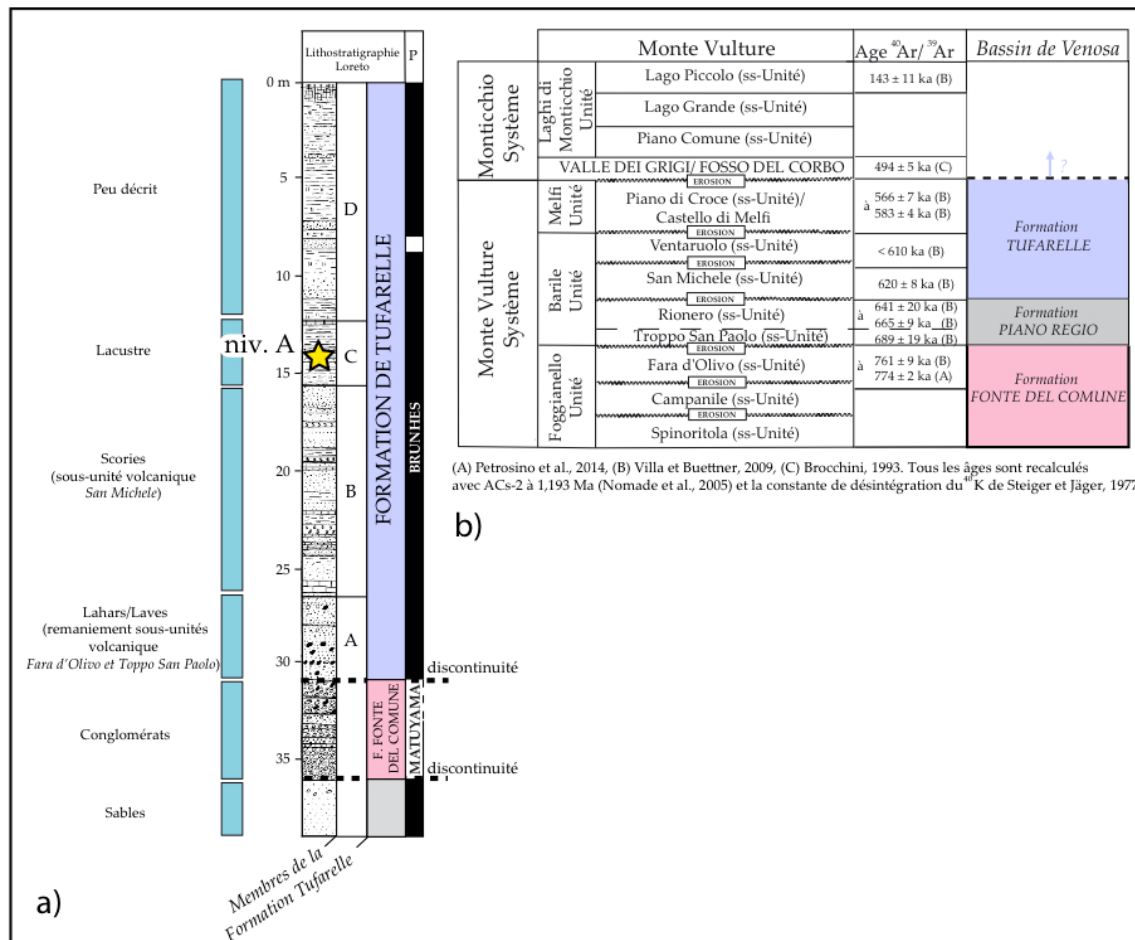 Lithostratigraphie
Loreto
P
0 m
5
10
15
20
25
30
35
Peu décrit
Lacustre
niv. A
Scories
(sous-unité volcanique
San Michele)
Lahars/Laves
(remaniement sous-unités
volcanique
Fara d'Olivo et Toppo San Paolo)
Conglomérats
Sables
D
C
B
A
FORMATION DE TUFARELLE
F. FONTE
DEL COMUNE
BRUNHES
MATUYAMA
discontinuité
discontinuité
Membres de la
Formation Tufarelle
a)
b)
Monte Vulture
Age 40Ar/ 39Ar
Bassin de Venosa
Monticchio
Système
Laghi di
Monticchio
Unité
Lago Piccolo (ss-Unité)
143 ± 11 ka (B)
Lago Grande (ss-Unité)
Piano Comune (ss-Unité)
VALLE DEI GRIGI/ FOSSO DEL CORBO
494 ± 5 ka (C)
?
EROSION
Monte Vulture
Système
Melfi
Unité
Piano di Croce (ss-Unité)/
Castello di Melfi
à
566 ± 7 ka (B)
583 ± 4 ka (B)
EROSION
Barile
Unité
Ventaruolo (ss-Unité)
< 610 ka (B)
EROSION
San Michele (ss-Unité)
620 ± 8 ka (B)
Formation
TUFARELLE
EROSION
Rionero (ss-Unité)
à
641 ± 20 ka (B)
665 ± 9 ka (B)
Troppo San Paolo (ss-Unité)
689 ± 19 ka (B)
Formation
PIANO REGIO
EROSION
Foggianello
Unité
Fara d'Olivo (ss-Unité)
à
761 ± 9 ka (B)
774 ± 2 ka (A)
EROSION
Campanile (ss-Unité)
EROSION
Spinoritola (ss-Unité)
Formation
FONTE DEL COMUNE
(A) Petrosino et al., 2014, (B) Villa et Buettner, 2009, (C) Brocchini, 1993. Tous les âges sont recalculés
avec ACs-2 à 1,193 Ma (Nomade et al., 2005) et la constante de désintégration du 40K de Steiger et Jäger, 1977